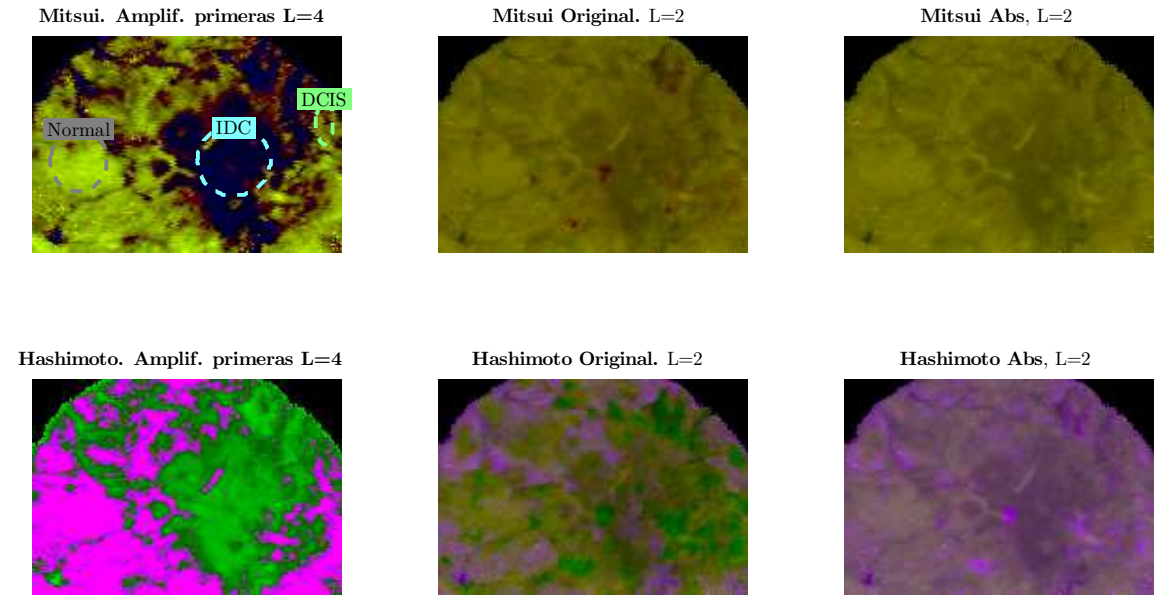 Mitsui. Amplif. primeras L=4
Mitsui Original. L=2
Mitsui Abs, L=2
DCIS
Normal
IDC
Hashimoto. Amplif. primeras L=4
Hashimoto Original. L=2
Hashimoto Abs, L=2